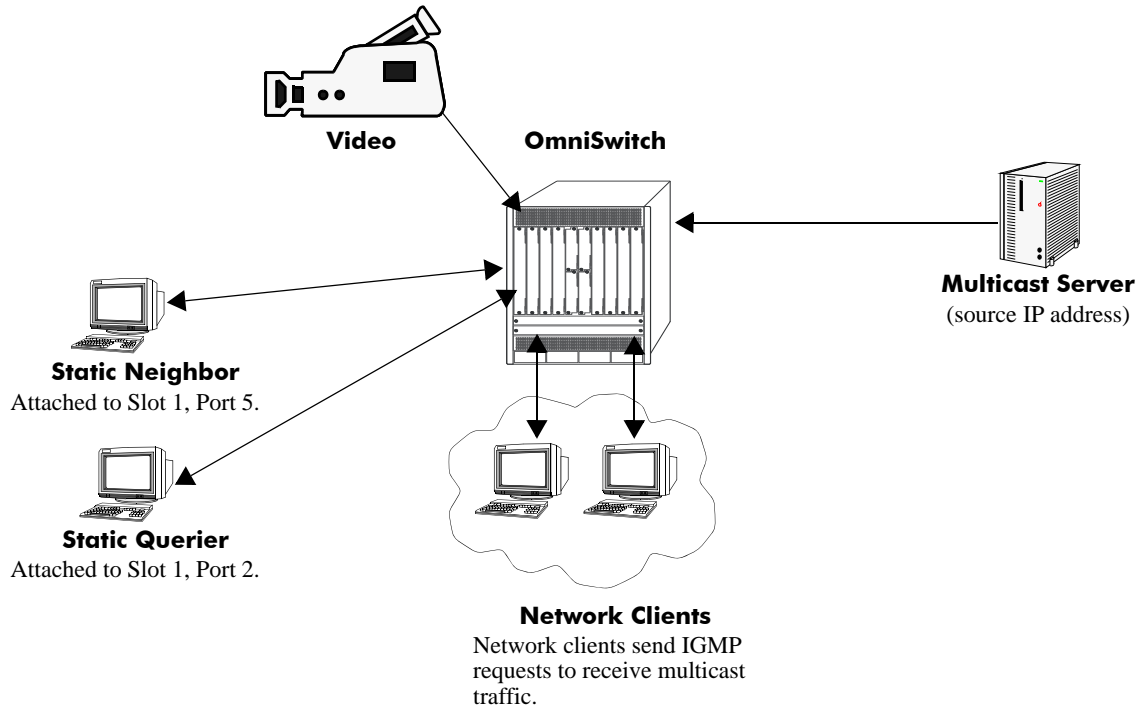 Video
OmniSwitch
Multicast Server
(source IP address)
Static Neighbor
Attached to Slot 1, Port 5.
Static Querier
Attached to Slot 1, Port 2.
Network Clients
Network clients send IGMP
requests to receive multicast
traffic.